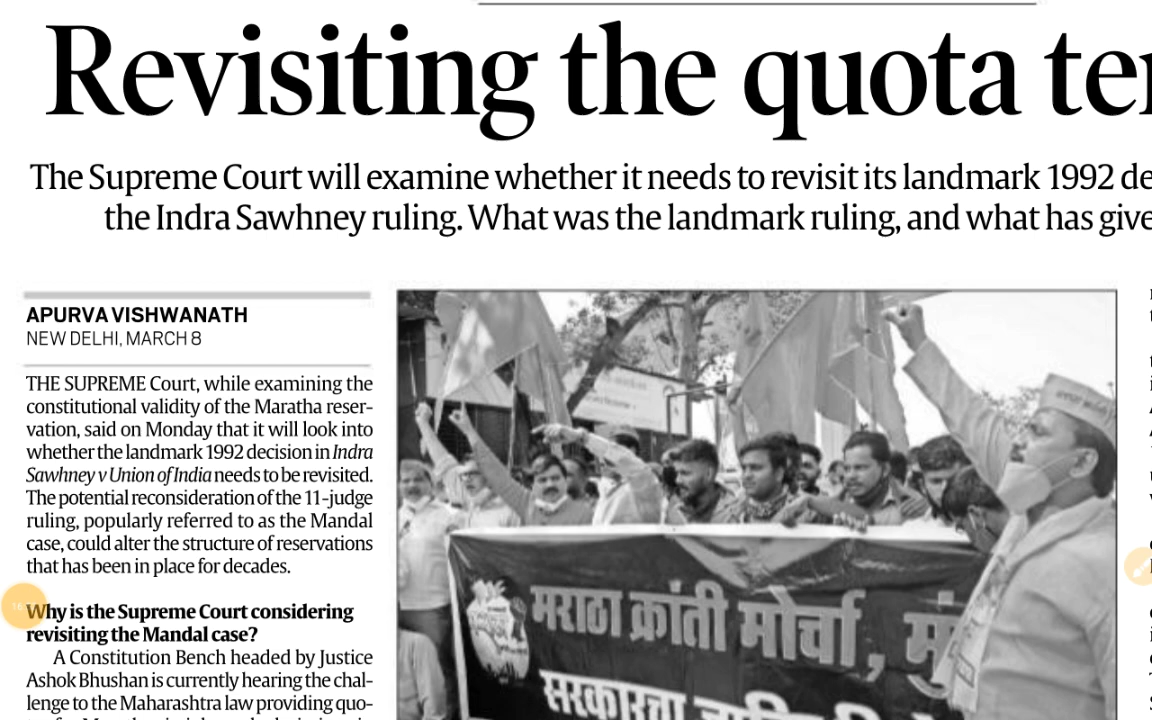 Revisiting the quota
The Supreme Court will examine whether it needs to revisit its landmark 1992
the Indra Sawhney ruling. What was the landmark ruling, and what has
APURVA VISHWANATH
NEW DELHI, MARCH 8
THE SUPREME Court, while examining the
constitutional validity of the Maratha reser-
vation, said on Monday that it will look into
whether the landmark 1992 decision in Indra
Sawhney v Union of India needs to be revisited.
The potential reconsideration of the 11-judge
ruling, popularly referred to as the Mandal
case, could alter the structure of reservations
that has been in place for decades.
Why is the Supreme Court considering
revisiting the Mandal case?
A Constitution Bench headed by Justice
Ashok Bhushan is currently hearing the chal-
lenge to the Maharashtra law providing quo-
मराठा क्रांती मोर्चा,
सरकारचा